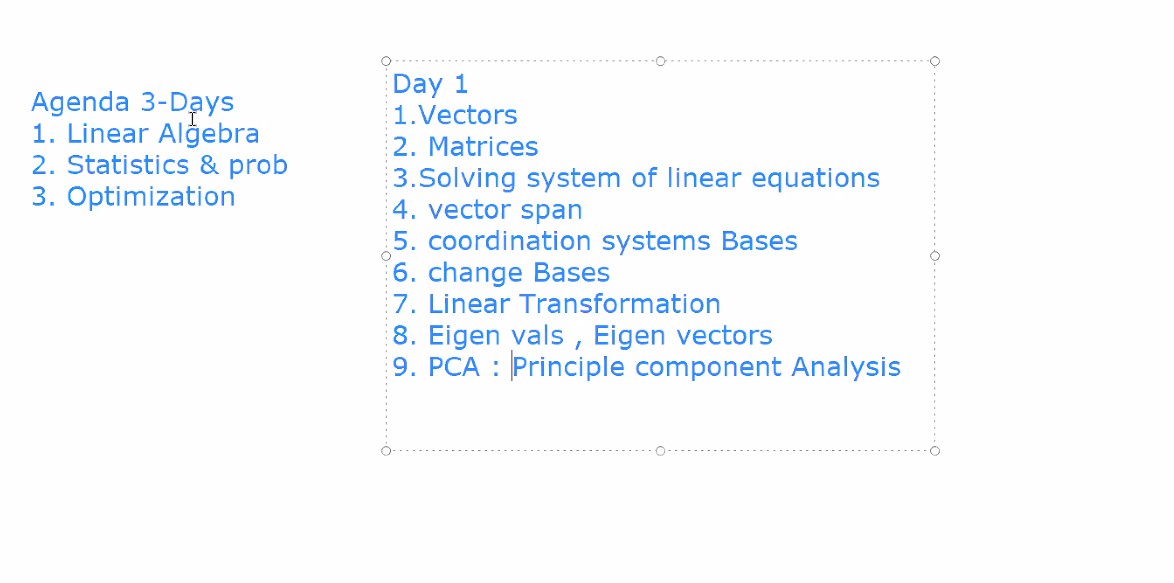 Agenda 3-Days
1. Linear Algebra
2. Statistics & prob
3. Optimization
Day 1
1.Vectors
2. Matrices
3.Solving system of linear equations
4. vector span
5. coordination systems Bases
6. change Bases
7. Linear Transformation
8. Eigen vals , Eigen vectors
9. PCA : Principle component Analysis